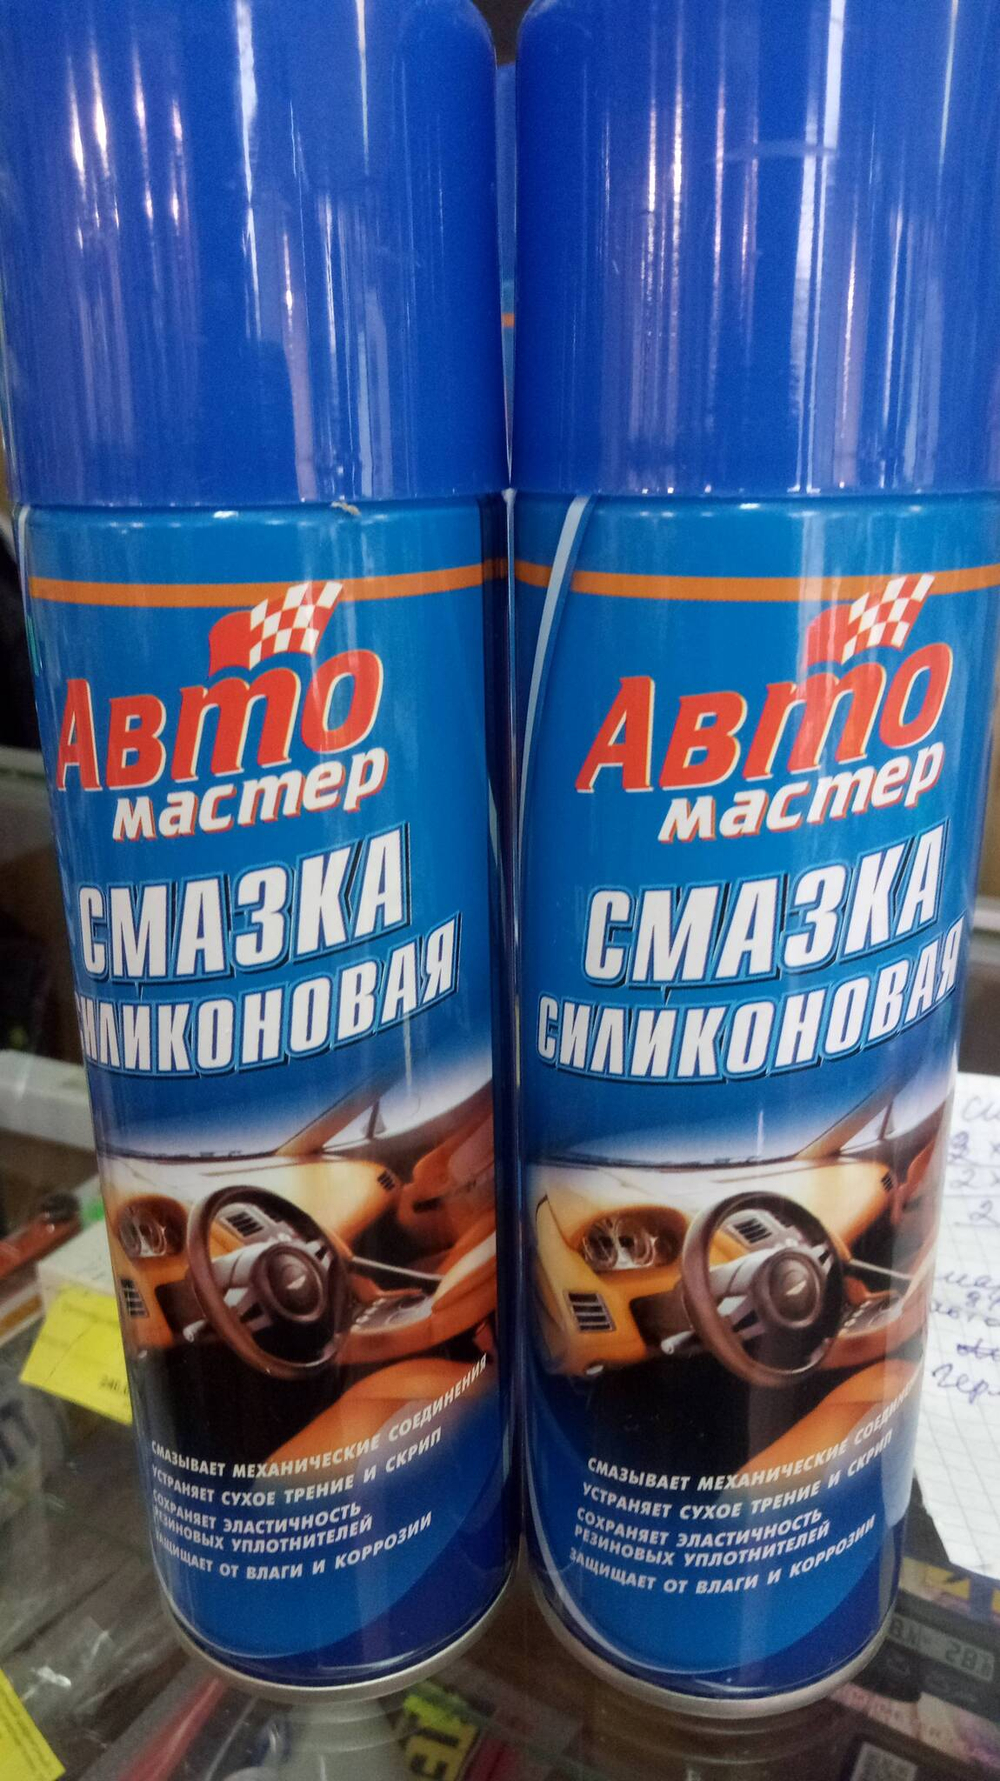 Авто
мастер
СМАЗКА
СИЛИКОНОВАЯ
СМАЗЫВАЕТ МЕХАНИЧЕСКИЕ СОЕДИНЕНИЯ
УСТРАНЯЕТ СУХОЕ ТРЕНИЕ И СКРИП
СОХРАНЯЕТ ЭЛАСТИЧНОСТЬ
РЕЗИНОВЫХ УПЛОТНИТЕЛЕЙ
ЗАЩИЩАЕТ ОТ ВЛАГИ И КОРРОЗИИ
Авто
мастер
СМАЗКА
СИЛИКОНОВАЯ
СМАЗЫВАЕТ МЕХАНИЧЕСКИЕ СОЕДИНЕНИЯ
УСТРАНЯЕТ СУХОЕ ТРЕНИЕ И СКРИП
СОХРАНЯЕТ ЭЛАСТИЧНОСТЬ
РЕЗИНОВЫХ УПЛОТНИТЕЛЕЙ
ЗАЩИЩАЕТ ОТ ВЛАГИ И КОРРОЗИИ